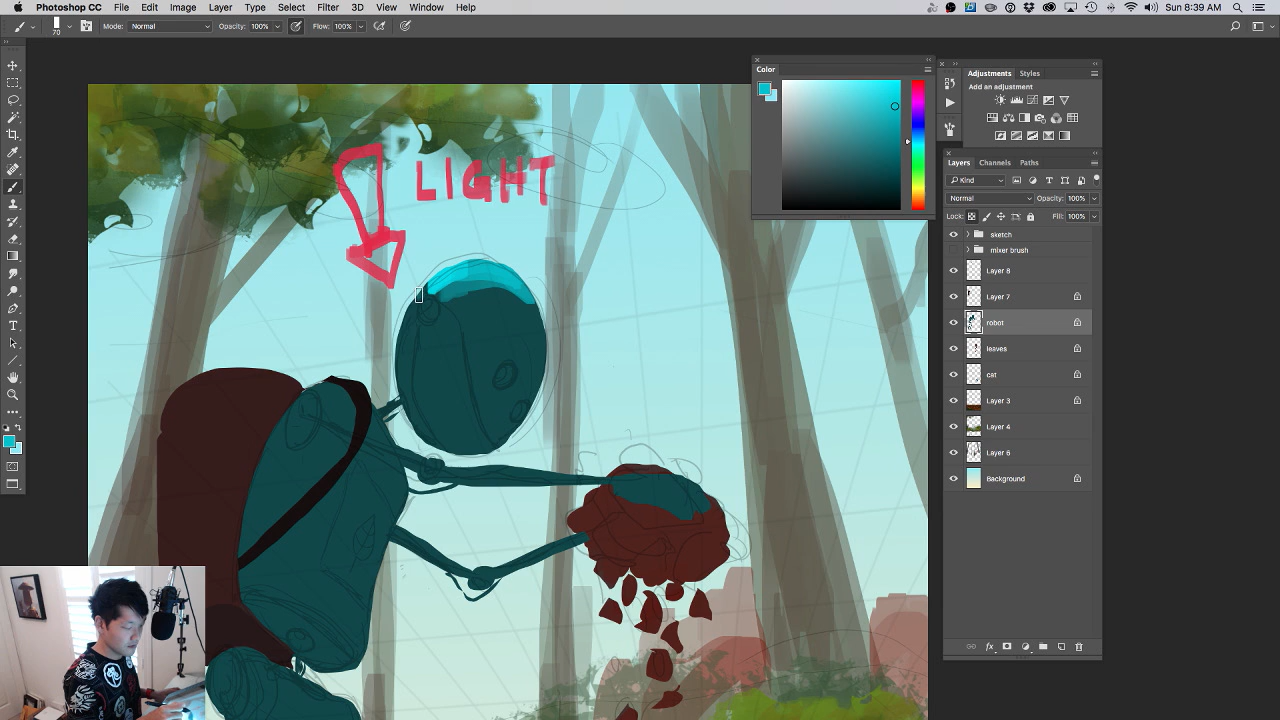 Photoshop CC File Edit Image Layer Type Select Filter 3D View Window Help
Sun 8:39 AM
70 Mode: Normal Opacity: 100% Flow: 100%
Color
LIGHT
Adjustments Styles
Add an adjustment
Layers Channels Paths
Kind
Normal Opacity: 100%
Lock: Fill: 100%
sketch
mixer brush
Layer 8
Layer 7
robot
leaves
cat
Layer 3
Layer 4
Layer 6
Background
fx